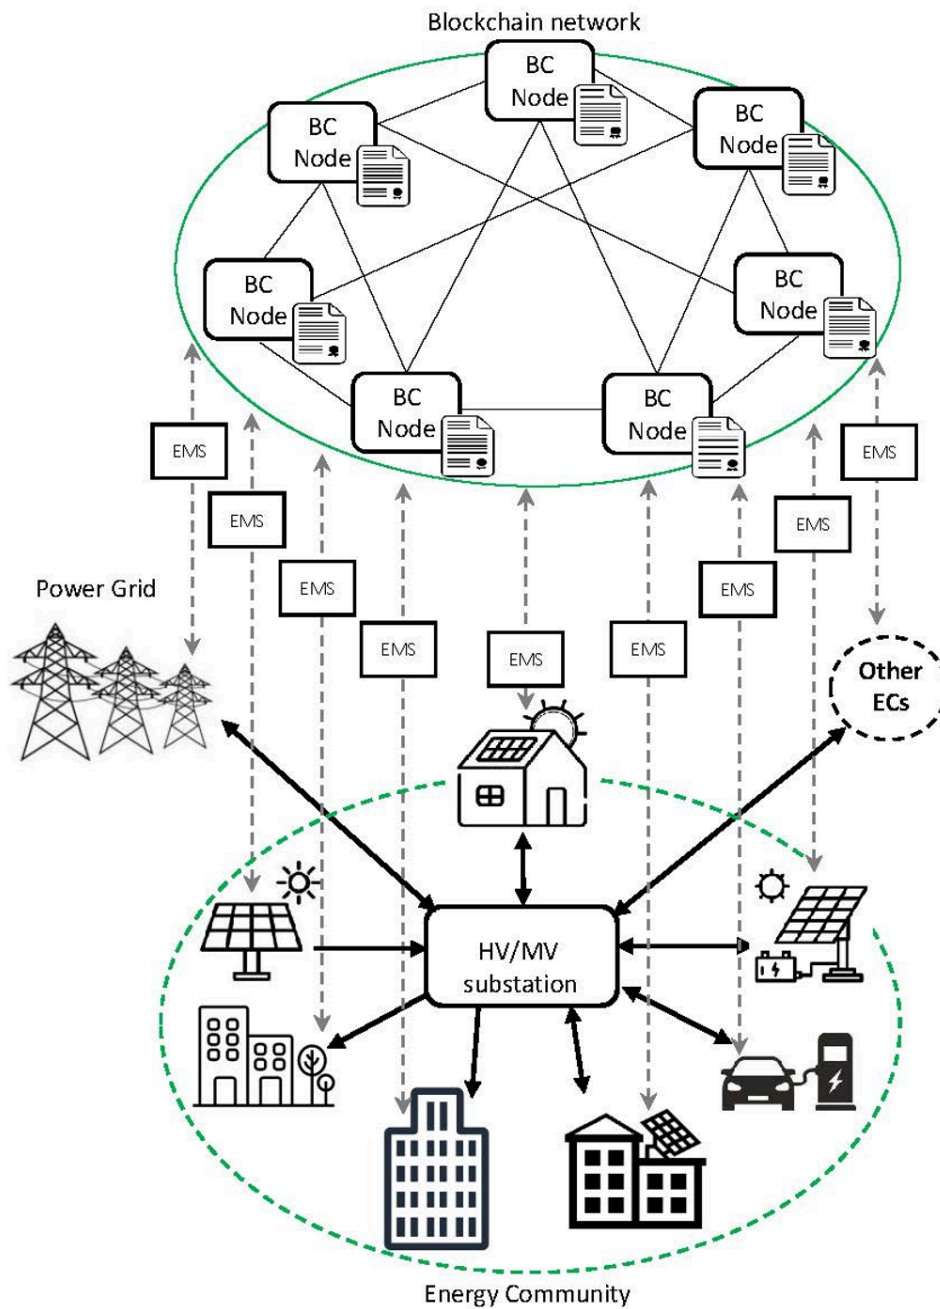 Blockchain network
BC
Node
BC
Node
BC
Node
BC
Node
BC
Node
BC
Node
BC
Node
EMS
EMS
EMS
EMS
EMS
EMS
EMS
EMS
EMS
Power Grid
Other
ECs
HV/MV
substation
Energy Community